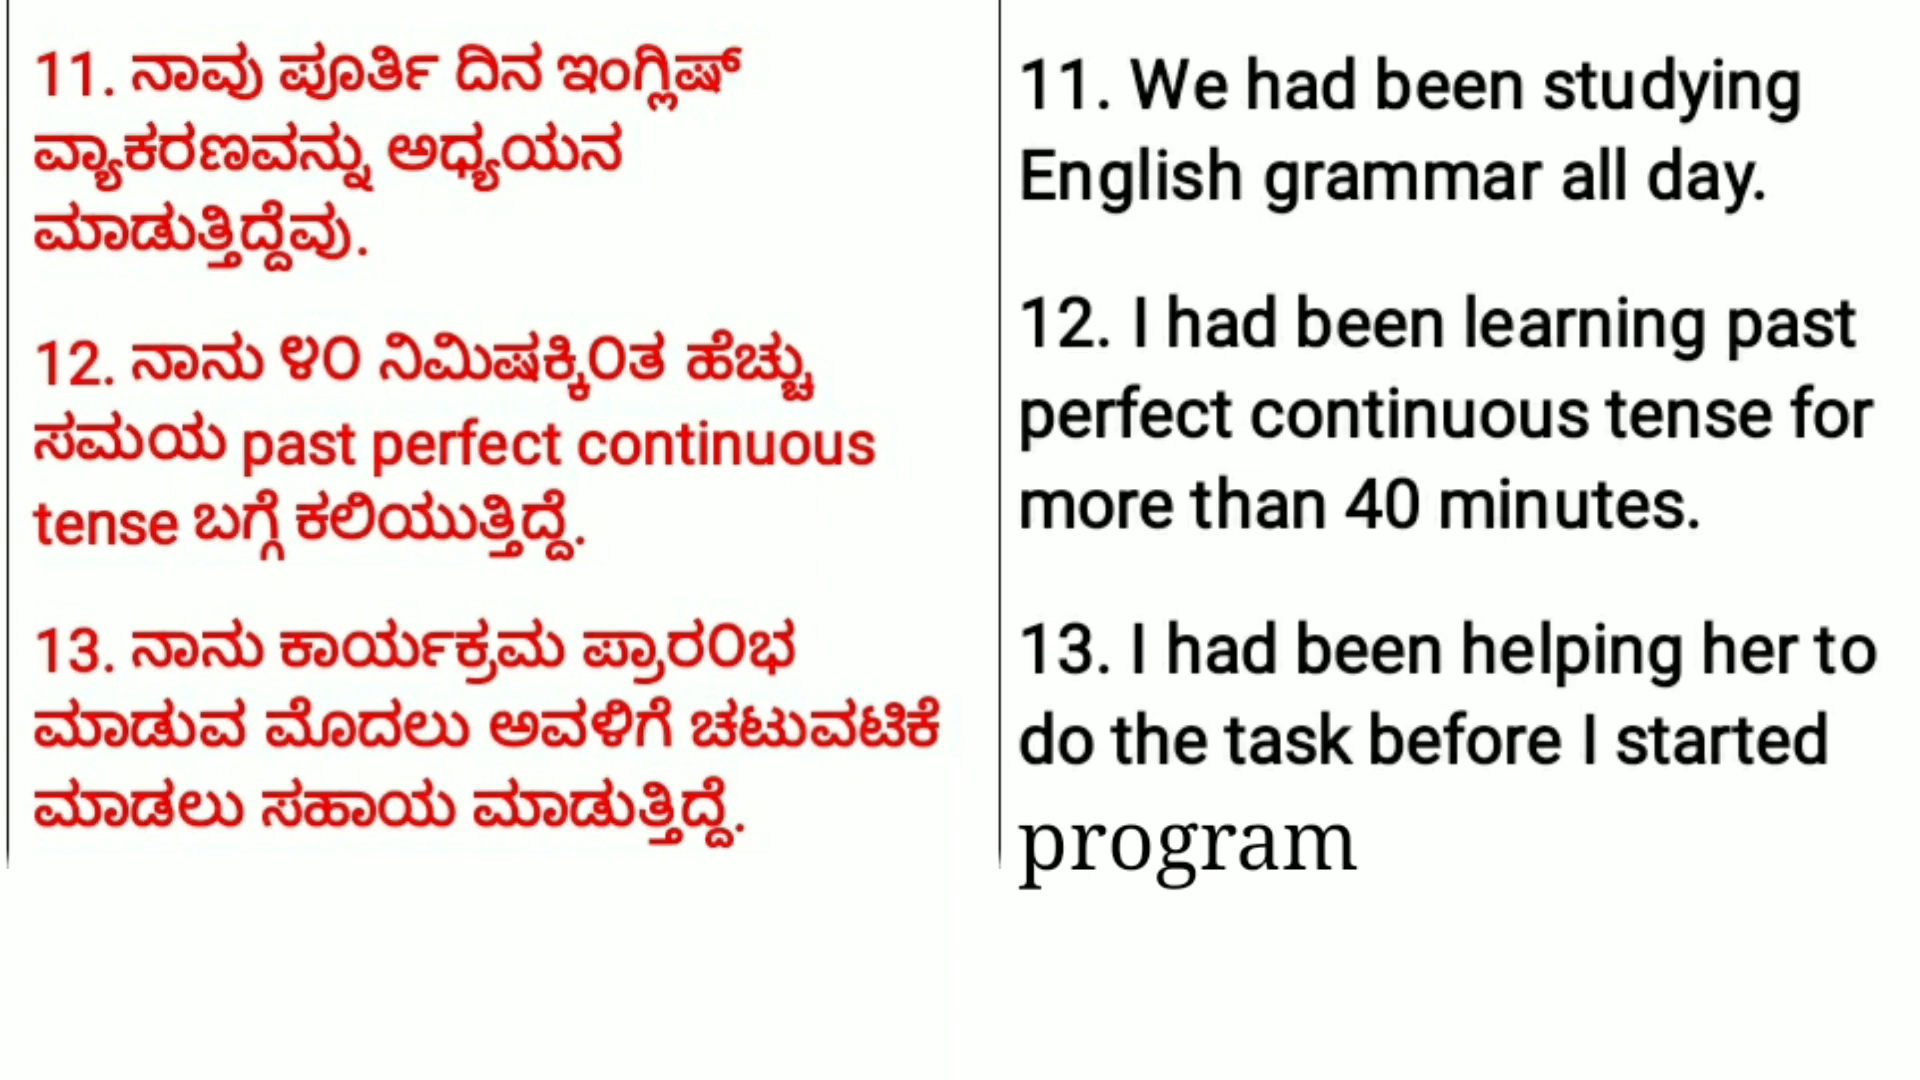 11. ನಾವು ಪೂರ್ತಿ ದಿನ ಇಂಗ್ಲಿಷ್
ವ್ಯಾಕರಣವನ್ನು ಅಧ್ಯಯನ
ಮಾಡುತ್ತಿದ್ದೆವು.
12. ನಾನು ೪೦ ನಿಮಿಷಕ್ಕಿ೦ತ ಹೆಚ್ಚು
ಸಮಯ past perfect continuous
tense ಬಗ್ಗೆ ಕಲಿಯುತ್ತಿದ್ದೆ.
13. ನಾನು ಕಾರ್ಯಕ್ರಮ ಪ್ರಾರ೦ಭ
ಮಾಡುವ ಮೊದಲು ಅವಳಿಗೆ ಚಟುವಟಿಕೆ
ಮಾಡಲು ಸಹಾಯ ಮಾಡುತ್ತಿದ್ದೆ.
11. We had been studying
English grammar all day.
12. I had been learning past
perfect continuous tense for
more than 40 minutes.
13. I had been helping her to
do the task before I started
program